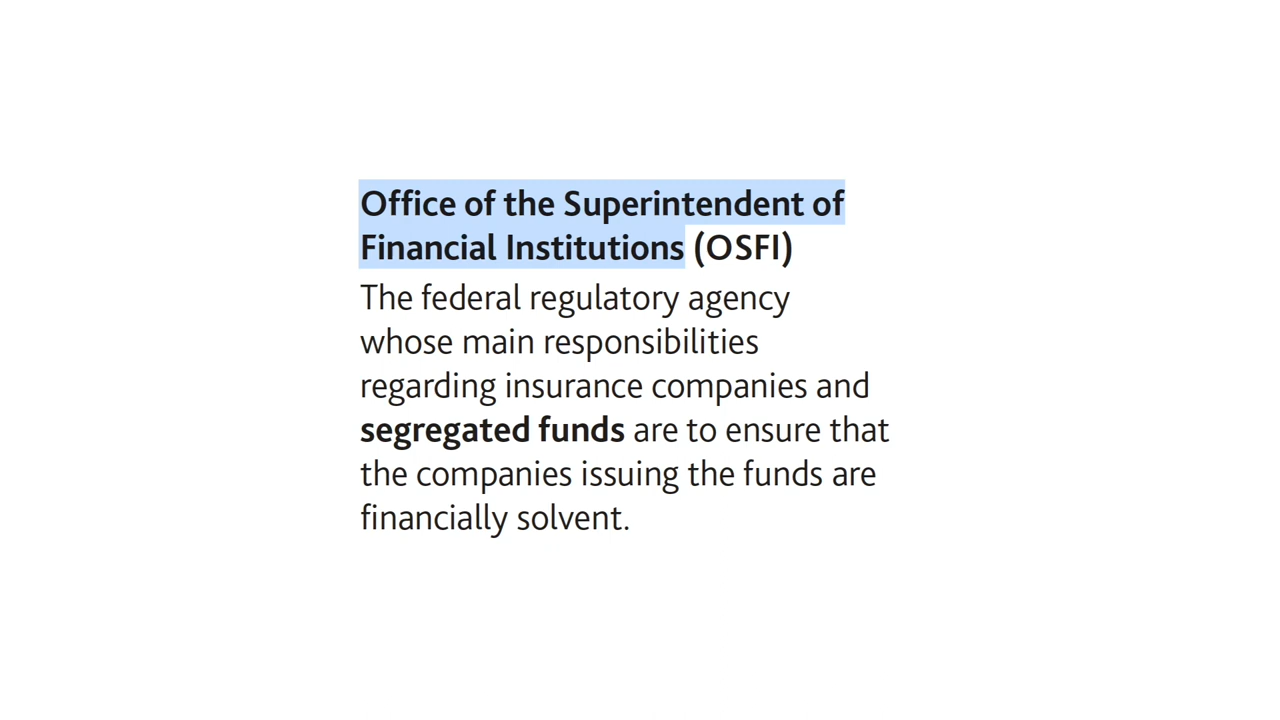 Office of the Superintendent of
Financial Institutions (OSFI)
The federal regulatory agency
whose main responsibilities
regarding insurance companies and
segregated funds are to ensure that
the companies issuing the funds are
financially solvent.